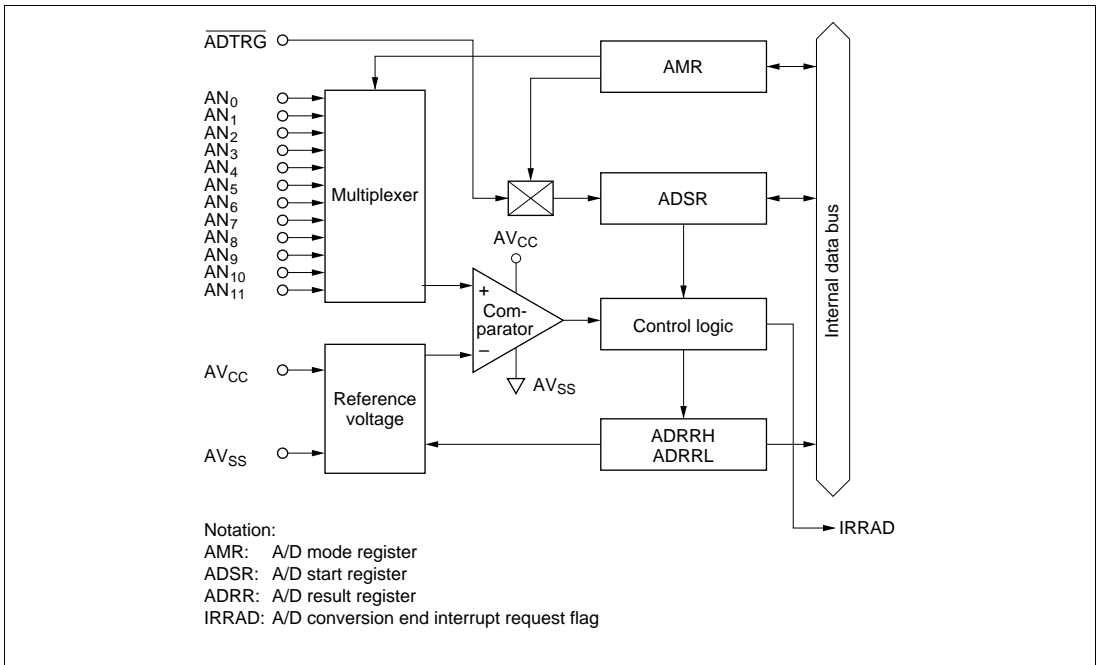 ADTRG
AMR
AN0
AN1
AN2
AN3
AN4
AN5
AN6
AN7
AN8
AN9
AN10
AN11
Multiplexer
ADSR
Internal data bus
AVCC
+
Com-
parator
−
AVSS
Control logic
AVCC
AVSS
Reference
voltage
ADRRH
ADRRL
IRRAD
Notation:
AMR: A/D mode register
ADSR: A/D start register
ADRR: A/D result register
IRRAD: A/D conversion end interrupt request flag